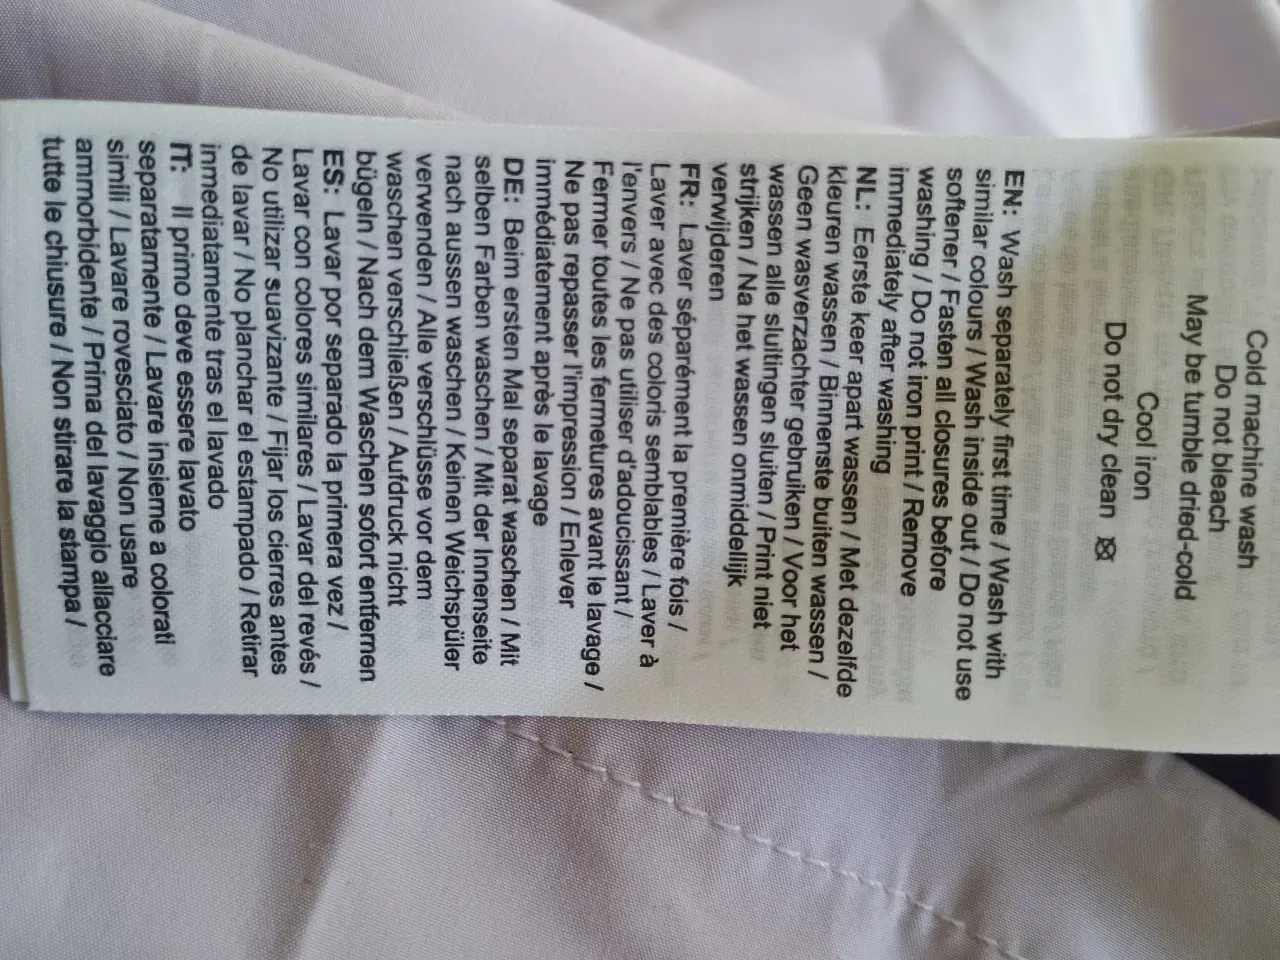 Cold machine wash
Do not bleach
May be tumble dried-cold
Cool iron
Do not dry clean
EN: Wash separately first time / Wash with
similar colours / Wash inside out / Do not use
softener / Fasten all closures before
washing / Do not iron print / Remove
immediately after washing
NL: Eerste keer apart wassen / Met dezelfde
kleuren wassen / Binnenste buiten wassen /
Geen wasverzachter gebruiken / Voor het
wassen alle sluitingen sluiten / Print niet
strijken / Na het wassen onmiddellijk
verwijderen
FR: Laver séparément la première fois /
Laver avec des coloris semblables / Laver à
l'envers / Ne pas utiliser d'adoucissant /
Fermer toutes les fermetures avant le lavage /
Ne pas repasser l'impression / Enlever
immédiatement après le lavage
DE: Beim ersten Mal separat waschen / Mit
selben Farben waschen / Mit der Innenseite
nach aussen waschen / Keinen Weichspüler
verwenden / Alle verschlüsse vor dem
waschen verschließen / Aufdruck nicht
bügeln / Nach dem Waschen sofort entfernen
ES: Lavar por separado la primera vez /
Lavar con colores similares / Lavar del revés /
No utilizar suavizante / Fijar los cierres antes
de lavar / No planchar el estampado / Retirar
inmediatamente tras el lavado
IT: Il primo deve essere lavato
separatamente / Lavare insieme a colorati
simili / Lavare rovesciato / Non usare
ammorbidente / Prima del lavaggio allacciare
tutte le chiusure / Non stirare la stampa /